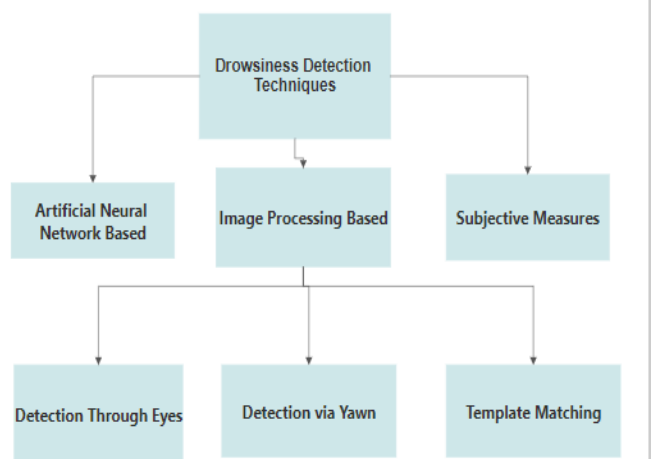 Drowsiness Detection
Techniques
Artificial Neural
Network Based
Image Processing Based
Subjective Measures
Detection Through Eyes
Detection via Yawn
Template Matching